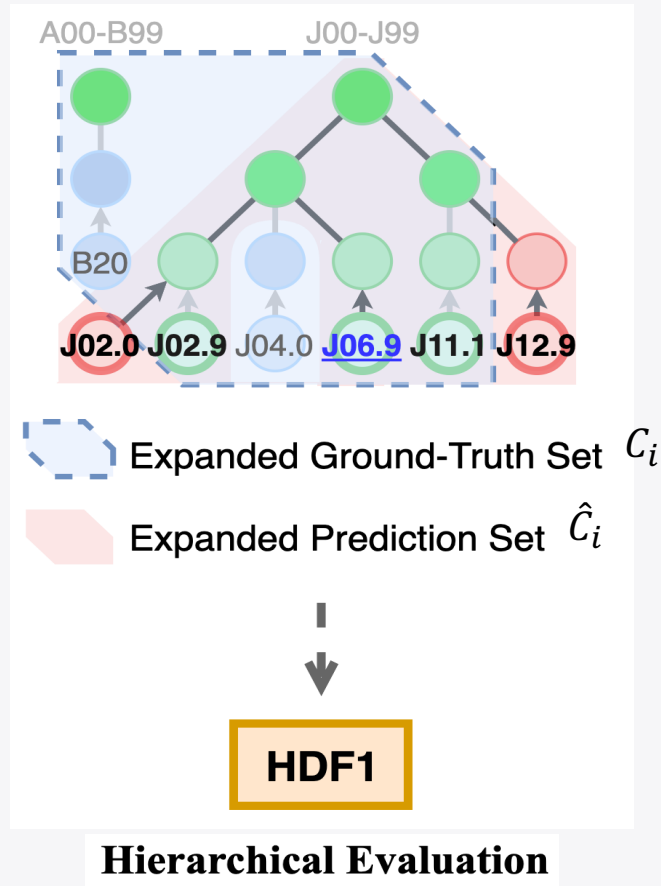 A00-B99 J00-J99
B20
J02.0 J02.9 J04.0 J06.9 J11.1 J12.9
Expanded Ground-Truth Set C_i
Expanded Prediction Set Ĉ_i
HDF1
Hierarchical Evaluation